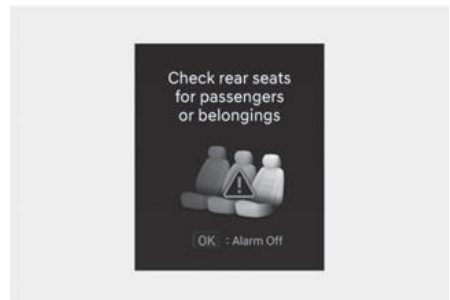 Check rear seats
for passengers
or belongings
OK : Alarm Off